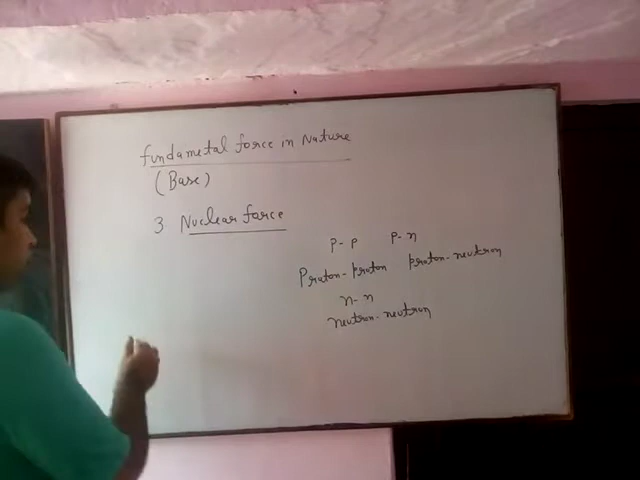 fundametal force in Nature
(Base)
3 Nuclear force
p-p p-n
Proton-proton proton-neutron
n-n
neutron-neutron